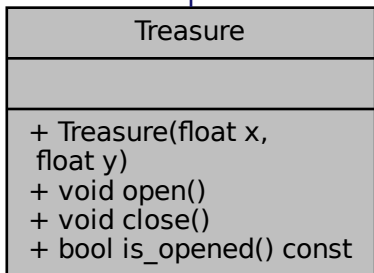 Treasure
+ Treasure(float x,
float y)
+ void open()
+ void close()
+ bool is_opened() const